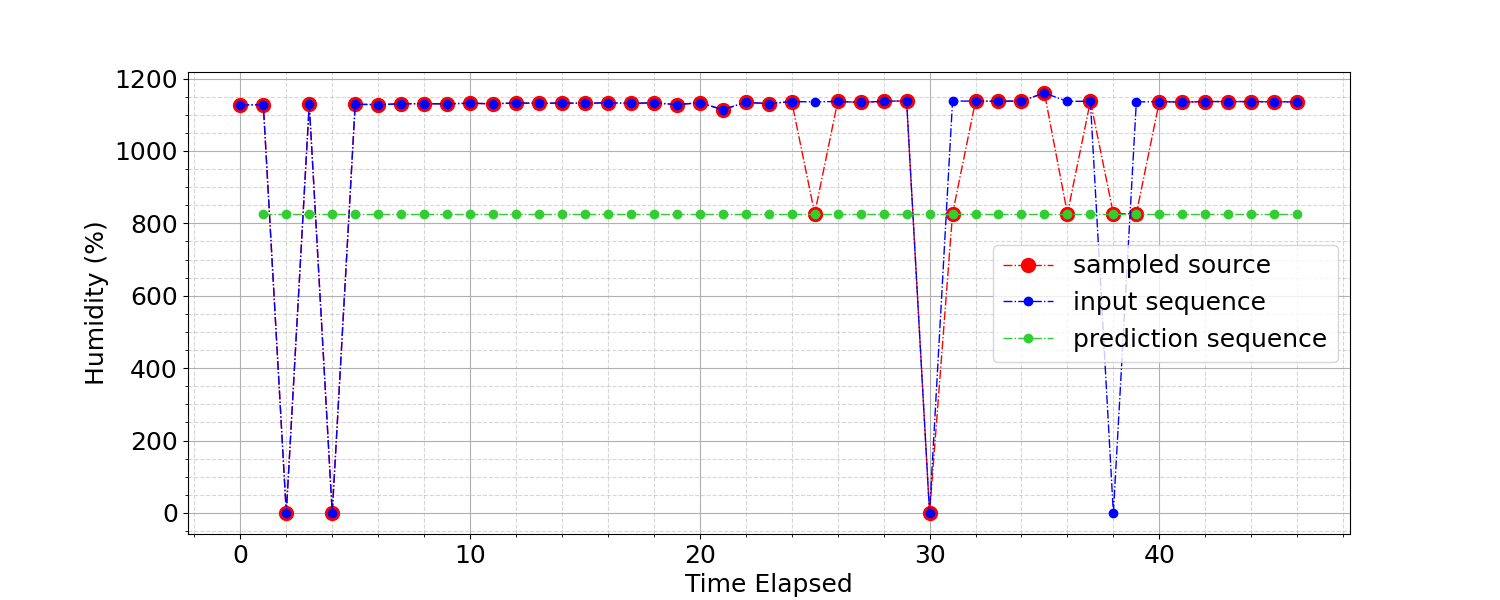 1200
1000
800
600
400
200
0
Humidity (%)
sampled source
input sequence
prediction sequence
0 10 20 30 40
Time Elapsed